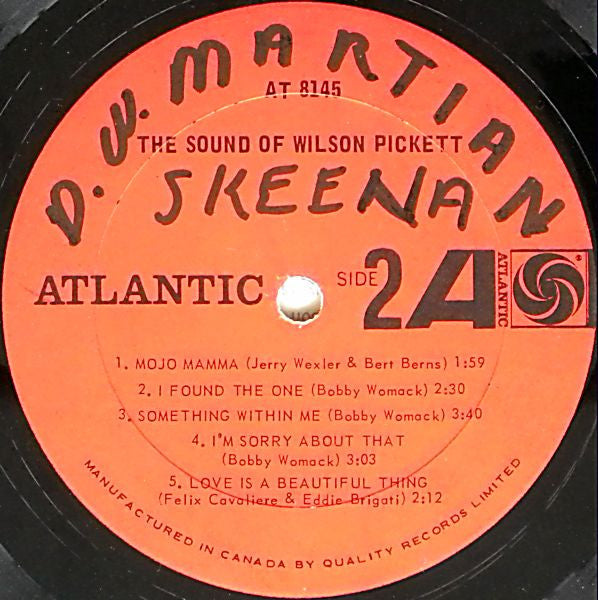 D. W. MARTIAN
AT 8145
THE SOUND OF WILSON PICKETT
SKEENA
ATLANTIC
SIDE 2
A ATLANTIC
1. MOJO MAMMA (Jerry Wexler & Bert Berns) 1:59
2. I FOUND THE ONE (Bobby Womack) 2:30
3. SOMETHING WITHIN ME (Bobby Womack) 3:40
4. I'M SORRY ABOUT THAT
(Bobby Womack) 3:03
5. LOVE IS A BEAUTIFUL THING
(Felix Cavaliere & Eddie Brigati) 2:12
MANUFACTURED IN CANADA BY QUALITY RECORDS LIMITED